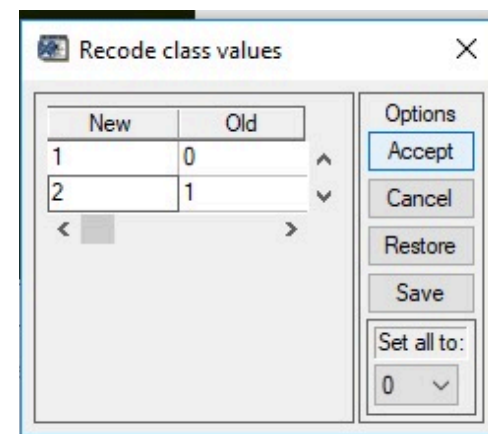 Recode class values
New Old
1 0
2 1
Options
Accept
Cancel
Restore
Save
Set all to:
0